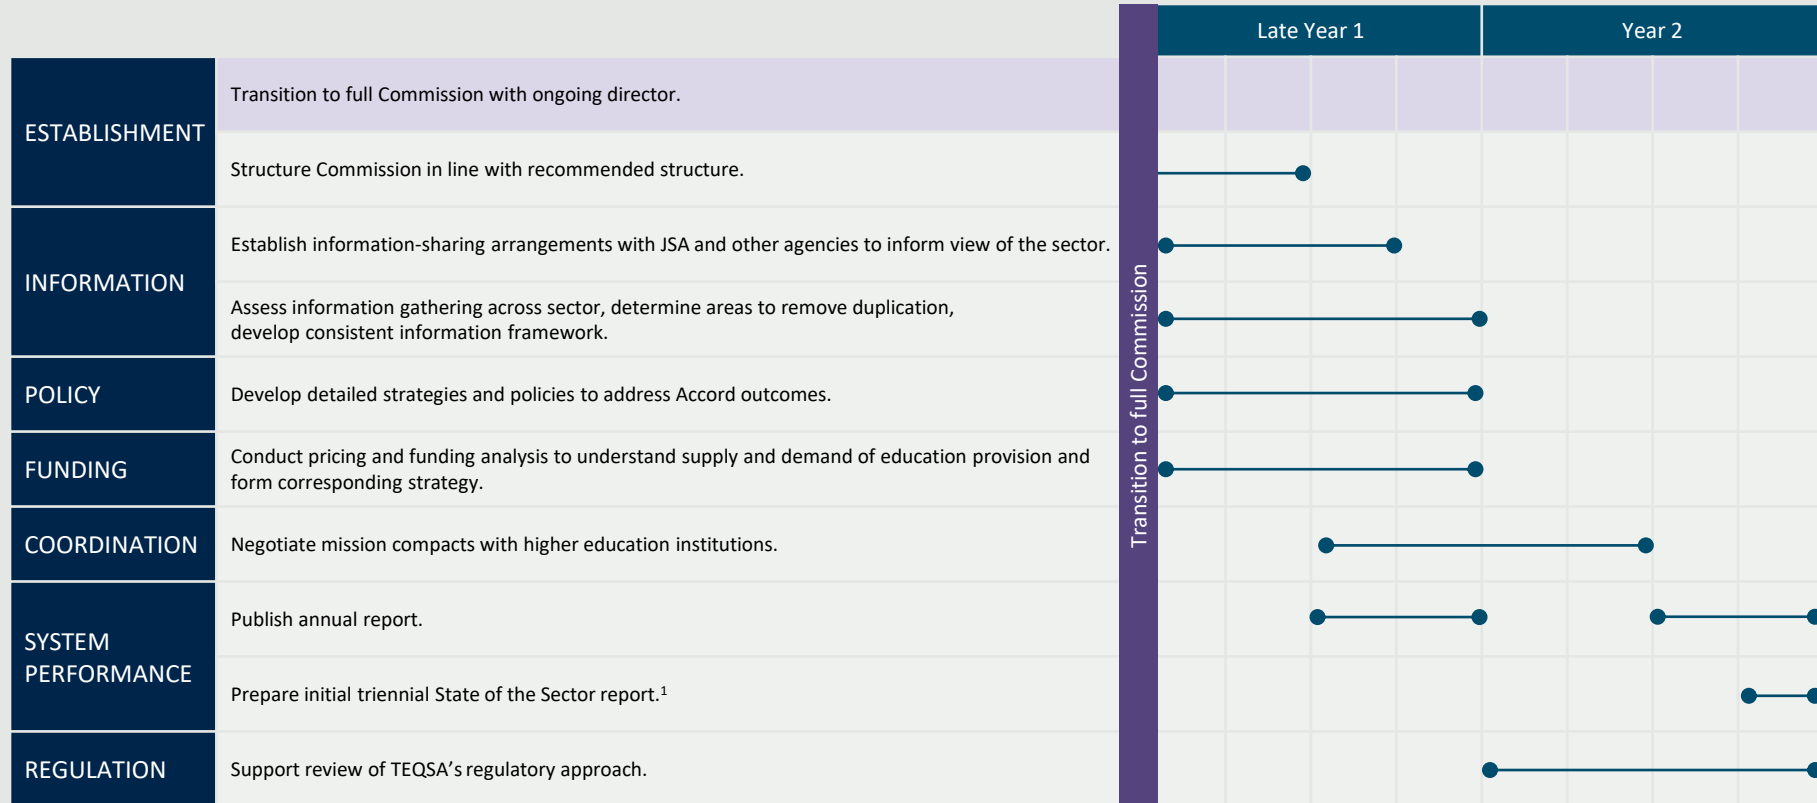 Late Year 1
Year 2
Transition to full Commission
ESTABLISHMENT
Transition to full Commission with ongoing director.
Structure Commission in line with recommended structure.
INFORMATION
Establish information-sharing arrangements with JSA and other agencies to inform view of the sector.
Assess information gathering across sector, determine areas to remove duplication,
develop consistent information framework.
POLICY
Develop detailed strategies and policies to address Accord outcomes.
FUNDING
Conduct pricing and funding analysis to understand supply and demand of education provision and
form corresponding strategy.
COORDINATION
Negotiate mission compacts with higher education institutions.
SYSTEM
PERFORMANCE
Publish annual report.
Prepare initial triennial State of the Sector report.¹
REGULATION
Support review of TEQSA's regulatory approach.